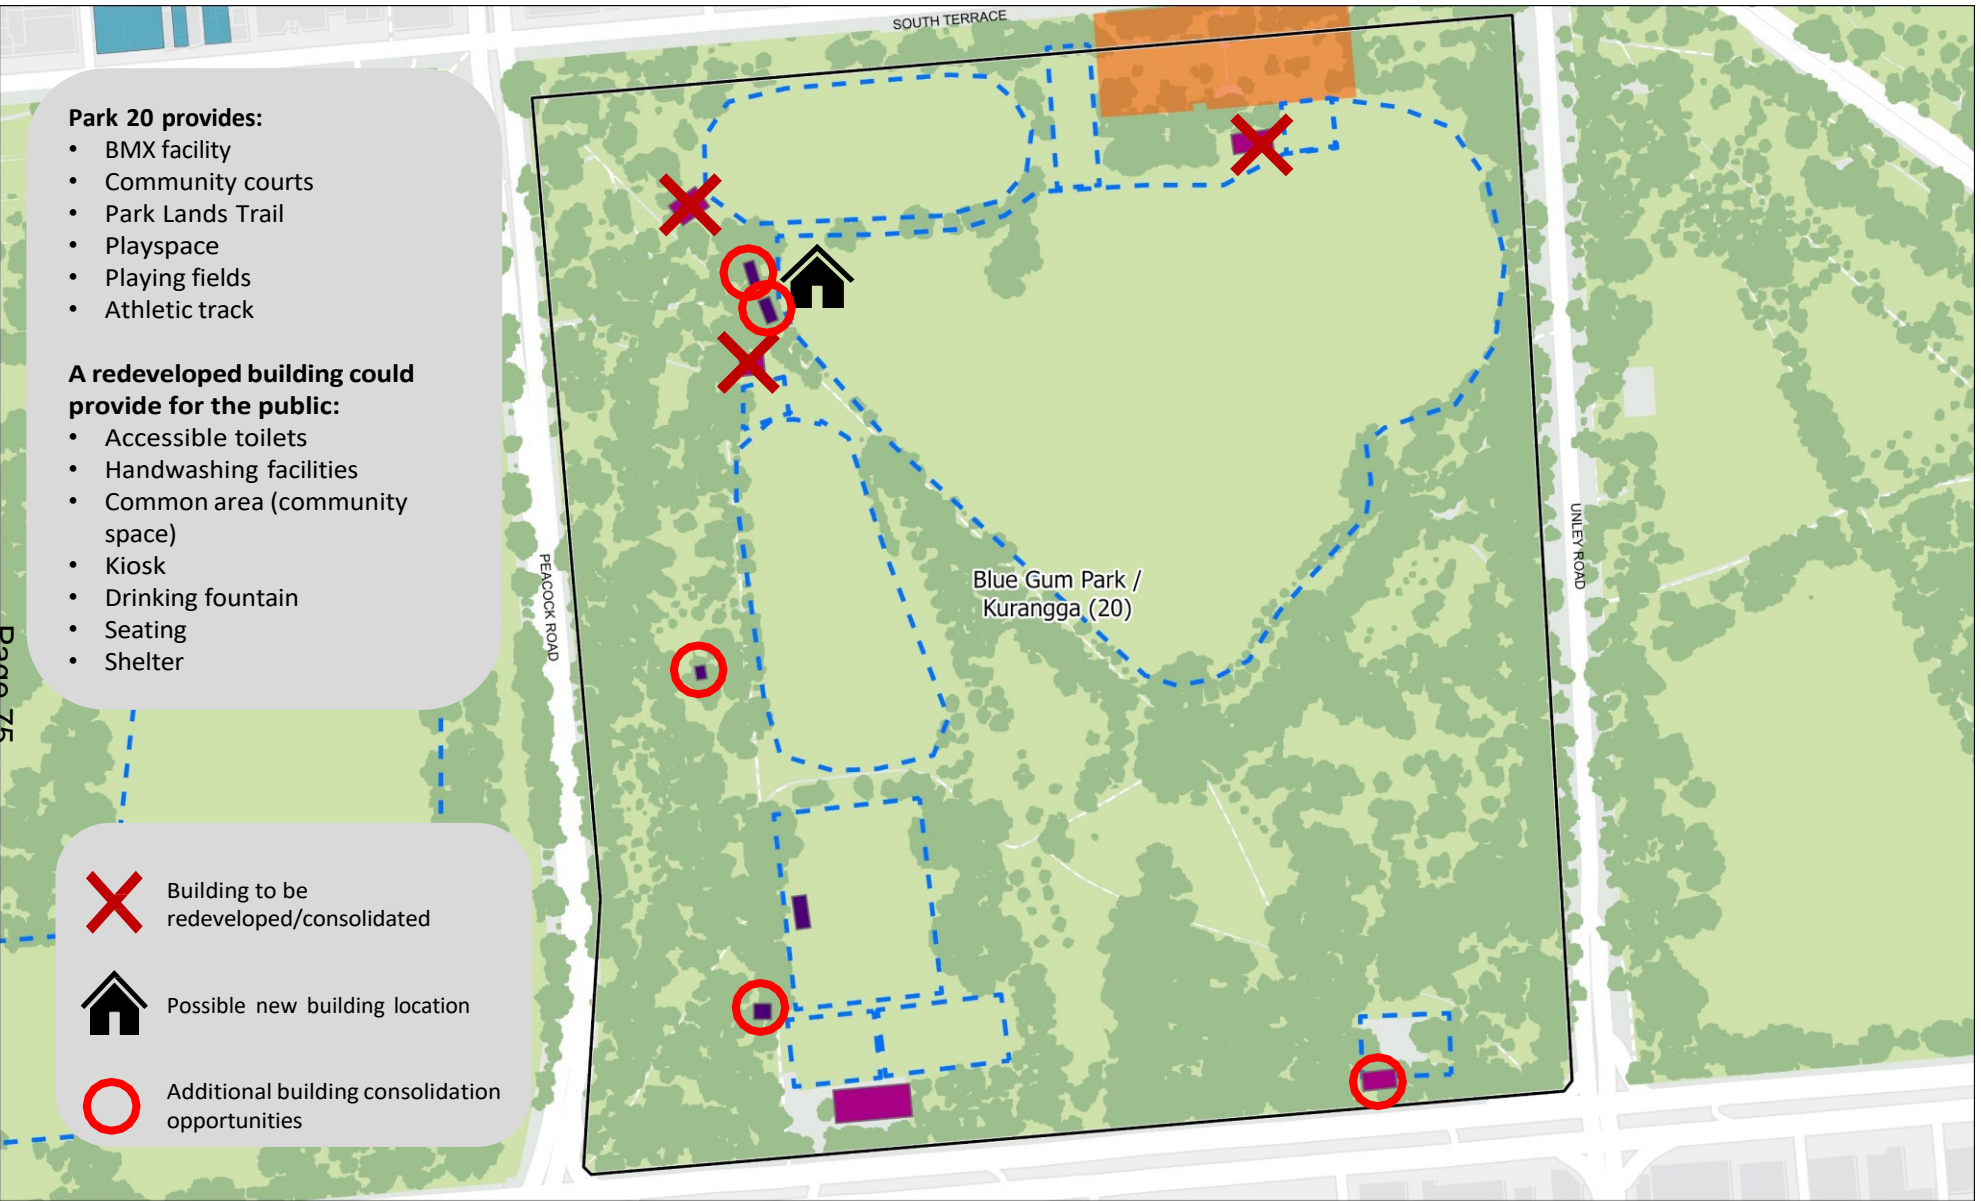 SOUTH TERRACE
Park 20 provides:
• BMX facility
• Community courts
• Park Lands Trail
• Playspace
• Playing fields
• Athletic track
A redeveloped building could
provide for the public:
• Accessible toilets
• Handwashing facilities
• Common area (community
space)
• Kiosk
• Drinking fountain
• Seating
• Shelter
Page 75
PEACOCK ROAD
UNLEY ROAD
Blue Gum Park /
Kurangga (20)
Building to be
redeveloped/consolidated
Possible new building location
Additional building consolidation
opportunities